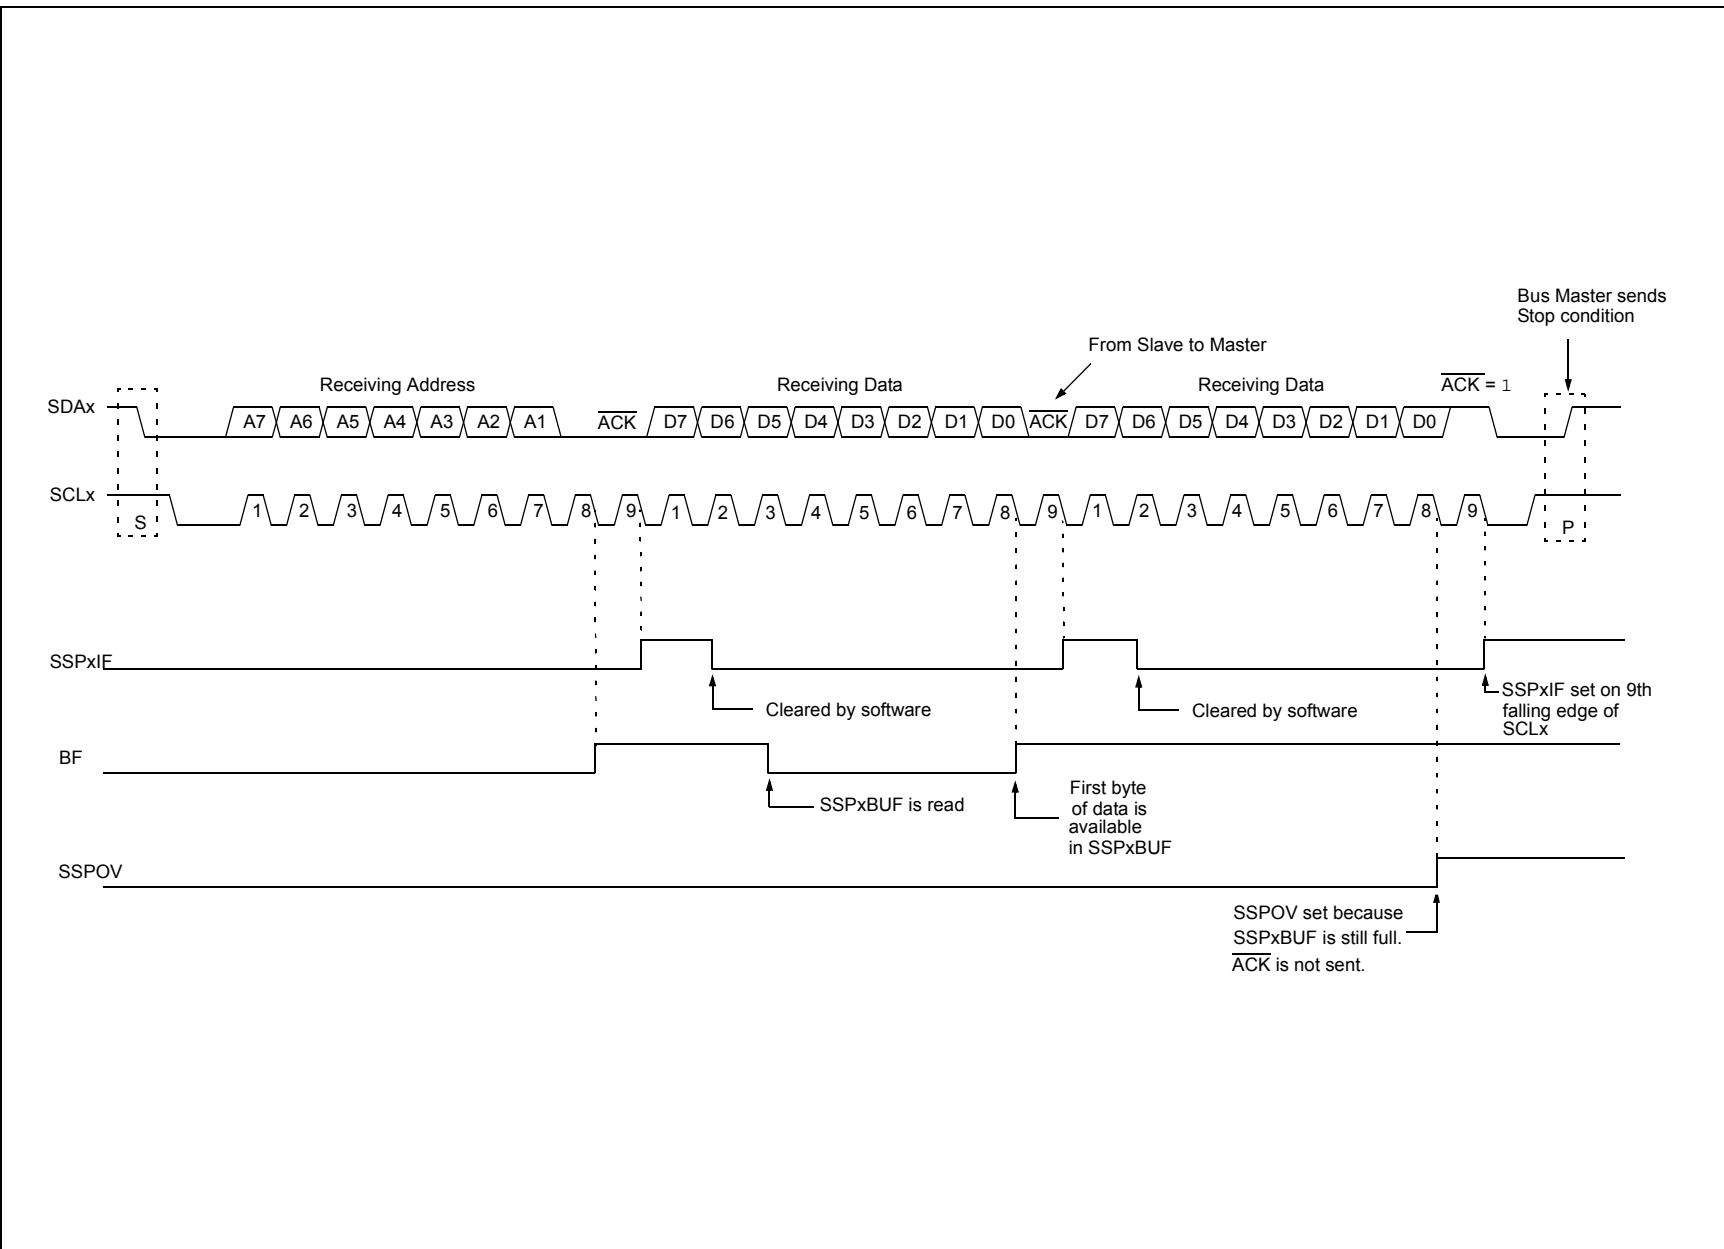 Bus Master sends
Stop condition
From Slave to Master
Receiving Address
Receiving Data
Receiving Data
ACK = 1
SDAx
A7 A6 A5 A4 A3 A2 A1 ACK D7 D6 D5 D4 D3 D2 D1 D0 ACK D7 D6 D5 D4 D3 D2 D1 D0
SCLx
S 1 2 3 4 5 6 7 8 9 1 2 3 4 5 6 7 8 9 1 2 3 4 5 6 7 8 9 P
SSPxIF
Cleared by software
Cleared by software
SSPxIF set on 9th
falling edge of
SCLx
BF
SSPxBUF is read
First byte
of data is
available
in SSPxBUF
SSPOV
SSPOV set because
SSPxBUF is still full.
ACK is not sent.